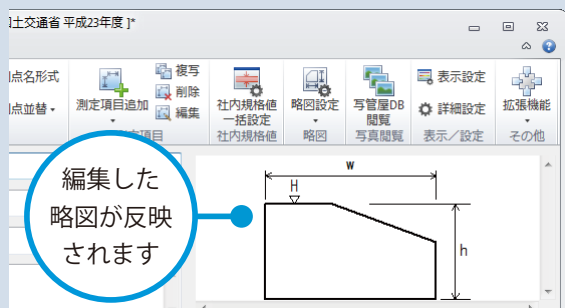 土交通省 平成23年度 ]*
点名形式
点並替
測定項目追加
複写
削除
編集
項目
社内規格値
一括設定
社内規格値
略図設定
略図
写管屋DB
閲覧
写真閲覧
表示設定
詳細設定
表示／設定
拡張機能
その他
編集した
略図が反映
されます
w
H
h